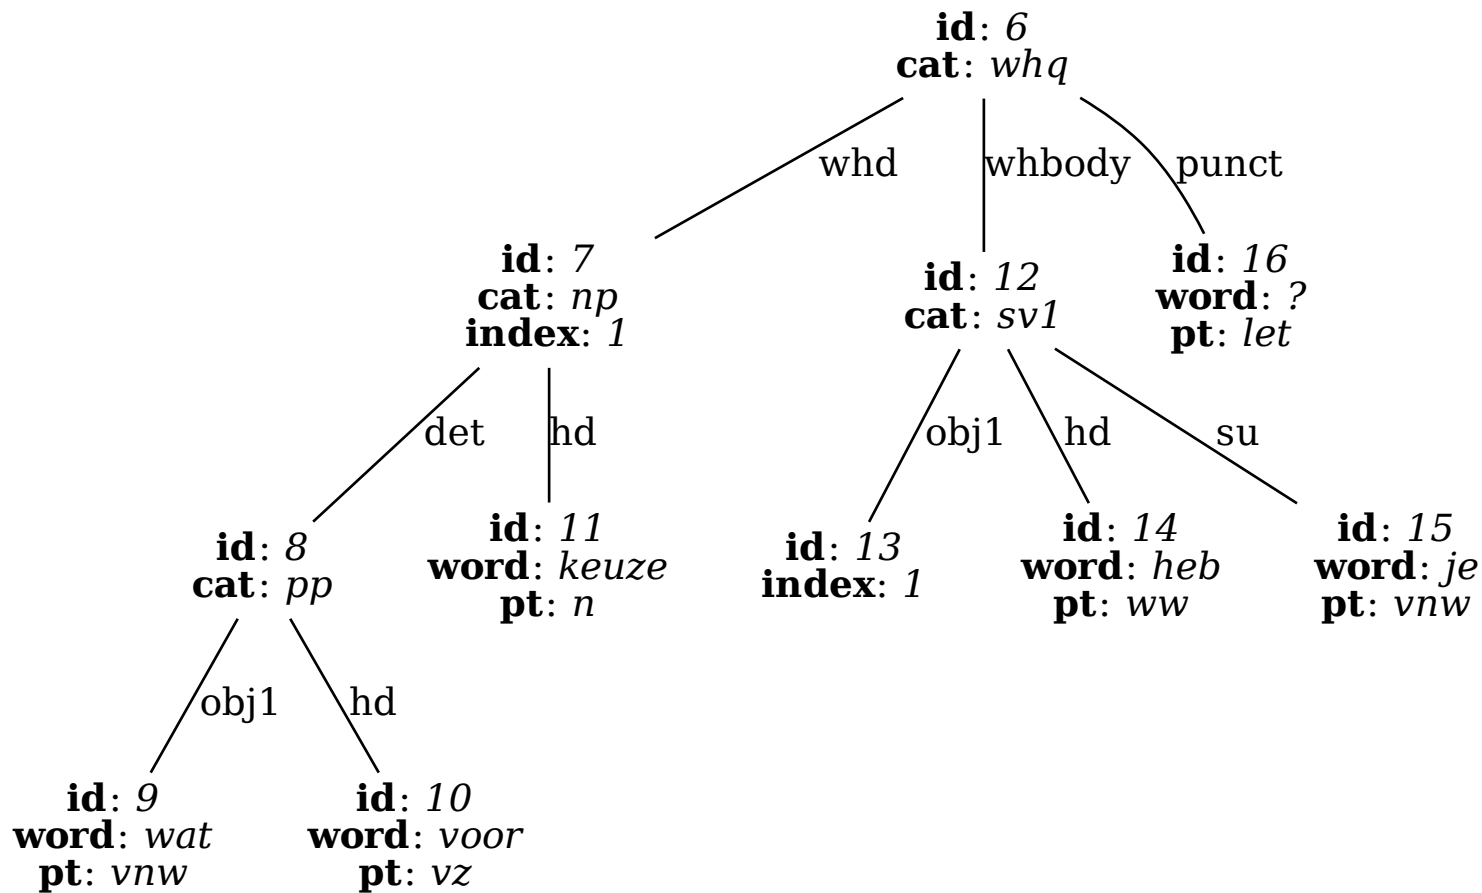 id: 6
cat: whq
whd
whbody
punct
id: 7
cat: np
index: 1
id: 12
cat: sv1
id: 16
word: ?
pt: let
det
hd
obj1
hd
su
id: 8
cat: pp
id: 11
word: keuze
pt: n
id: 13
index: 1
id: 14
word: heb
pt: ww
id: 15
word: je
pt: vnw
obj1
hd
id: 9
word: wat
pt: vnw
id: 10
word: voor
pt: vz